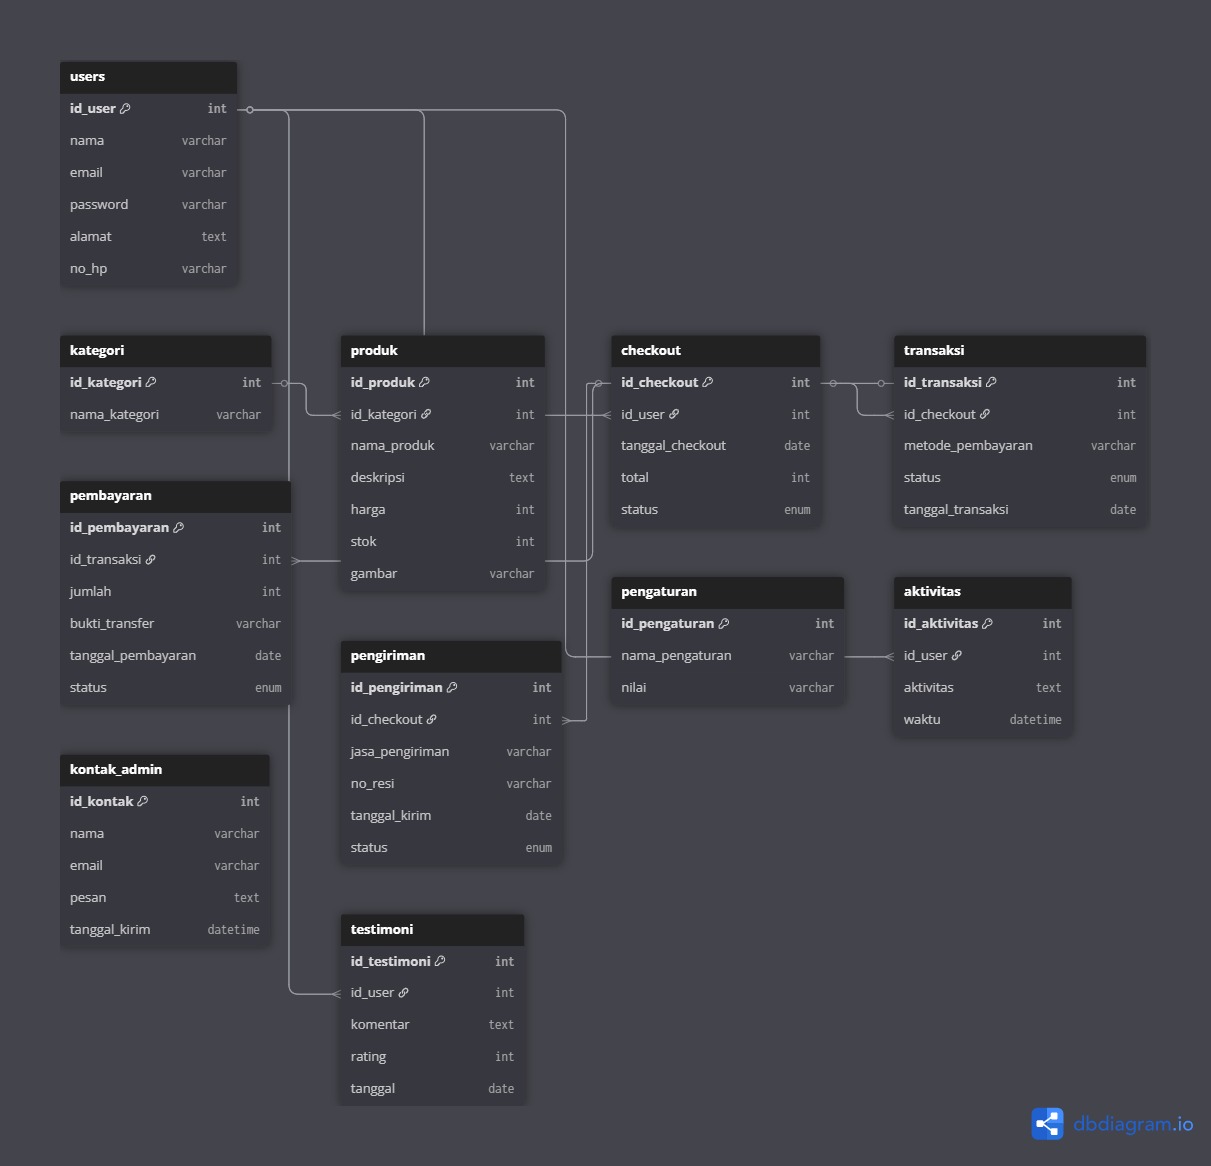 users
id_user int
nama varchar
email varchar
password varchar
alamat text
no_hp varchar
kategori
id_kategori int
nama_kategori varchar
produk
id_produk int
id_kategori int
nama_produk varchar
deskripsi text
harga int
stok int
gambar varchar
checkout
id_checkout int
id_user int
tanggal_checkout date
total int
status enum
transaksi
id_transaksi int
id_checkout int
metode_pembayaran varchar
status enum
tanggal_transaksi date
pembayaran
id_pembayaran int
id_transaksi int
jumlah int
bukti_transfer varchar
tanggal_pembayaran date
status enum
pengiriman
id_pengiriman int
id_checkout int
jasa_pengiriman varchar
no_resi varchar
tanggal_kirim date
status enum
pengaturan
id_pengaturan int
nama_pengaturan varchar
nilai varchar
aktivitas
id_aktivitas int
id_user int
aktivitas text
waktu datetime
kontak_admin
id_kontak int
nama varchar
email varchar
pesan text
tanggal_kirim datetime
testimoni
id_testimoni int
id_user int
komentar text
rating int
tanggal date
dbdiagram.io